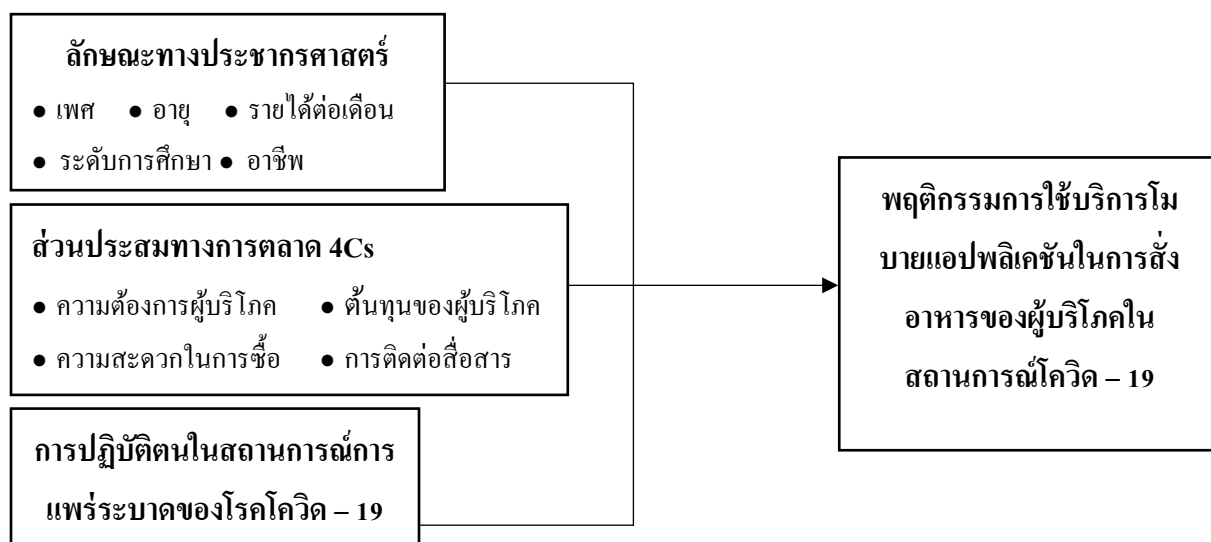 ลักษณะทางประชากรศาสตร์
● เพศ ● อายุ ● รายได้ต่อเดือน
● ระดับการศึกษา ● อาชีพ
ส่วนประสมทางการตลาด 4Cs
● ความต้องการผู้บริโภค ● ต้นทุนของผู้บริโภค
● ความสะดวกในการซื้อ ● การติดต่อสื่อสาร
การปฏิบัติตนในสถานการณ์การ
แพร่ระบาดของโรคโควิด – 19
พฤติกรรมการใช้บริการโม
บายแอปพลิเคชันในการสั่ง
อาหารของผู้บริโภคใน
สถานการณ์โควิด – 19